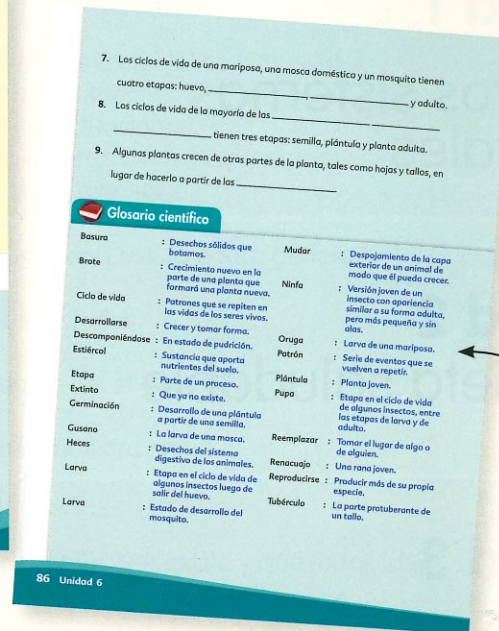 7. Los ciclos de vida de una mariposa, una mosca doméstica y un mosquito tienen
cuatro etapas: huevo, ____________, ____________ y adulto.
8. Los ciclos de vida de la mayoría de las ____________ ____________
____________ tienen tres etapas: semilla, plántula y planta adulta.
9. Algunas plantas crecen de otras partes de la planta, tales como hojas y tallos, en
lugar de hacerlo a partir de las ____________
Glosario científico
Basura : Desechos sólidos que
botamos.
Brote : Crecimiento nuevo en la
parte de una planta que
formará una planta nueva.
Ciclo de vida : Patrones que se repiten en
las vidas de los seres vivos.
Desarrollarse : Crecer y tomar forma.
Descomponiéndose : En estado de pudrición.
Estiércol : Sustancia que aporta
nutrientes del suelo.
Etapa : Parte de un proceso.
Extinto : Que ya no existe.
Germinación : Desarrollo de una plántula
a partir de una semilla.
Gusano : La larva de una mosca.
Heces : Desechos del sistema
digestivo de los animales.
Larva : Etapa en el ciclo de vida de
algunos insectos luego de
salir del huevo.
Larva : Estado de desarrollo del
mosquito.
Mudar : Despojamiento de la capa
exterior de un animal de
modo que él pueda crecer.
Ninfa : Versión joven de un
insecto con apariencia
similar a su forma adulta,
pero más pequeña y sin
alas.
Oruga : Larva de una mariposa.
Patrón : Serie de eventos que se
vuelven a repetir.
Plántula : Planta joven.
Pupa : Etapa en el ciclo de vida
de algunos insectos, entre
las etapas de larva y de
adulto.
Reemplazar : Tomar el lugar de algo o
de alguien.
Renacuajo : Una rana joven.
Reproducirse : Producir más de su propia
especie.
Tubérculo : La parte protuberante de
un tallo.
86 Unidad 6